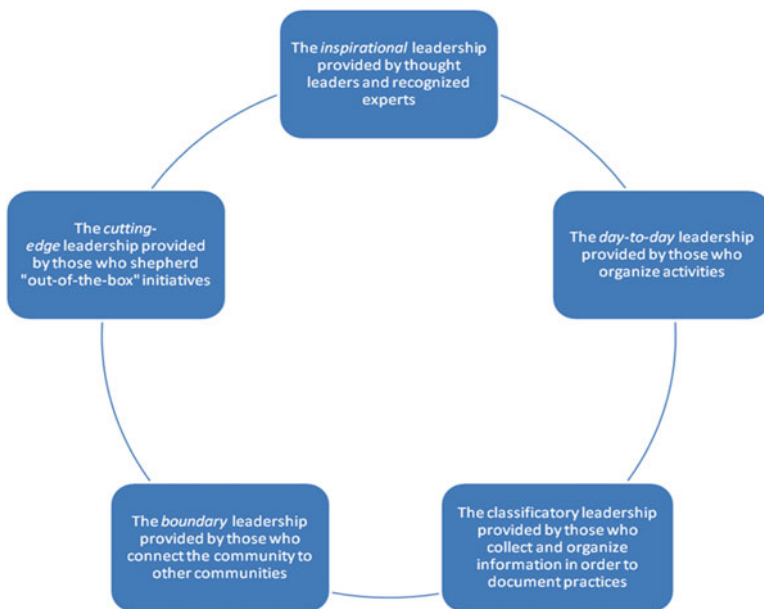 The inspirational leadership
provided by thought
leaders and recognized
experts
The day-to-day leadership
provided by those who
organize activities
The classificatory leadership
provided by those who
collect and organize
information in order to
document practices
The boundary leadership
provided by those who
connect the community to
other communities
The cutting-
edge leadership provided
by those who shepherd
"out-of-the-box" initiatives